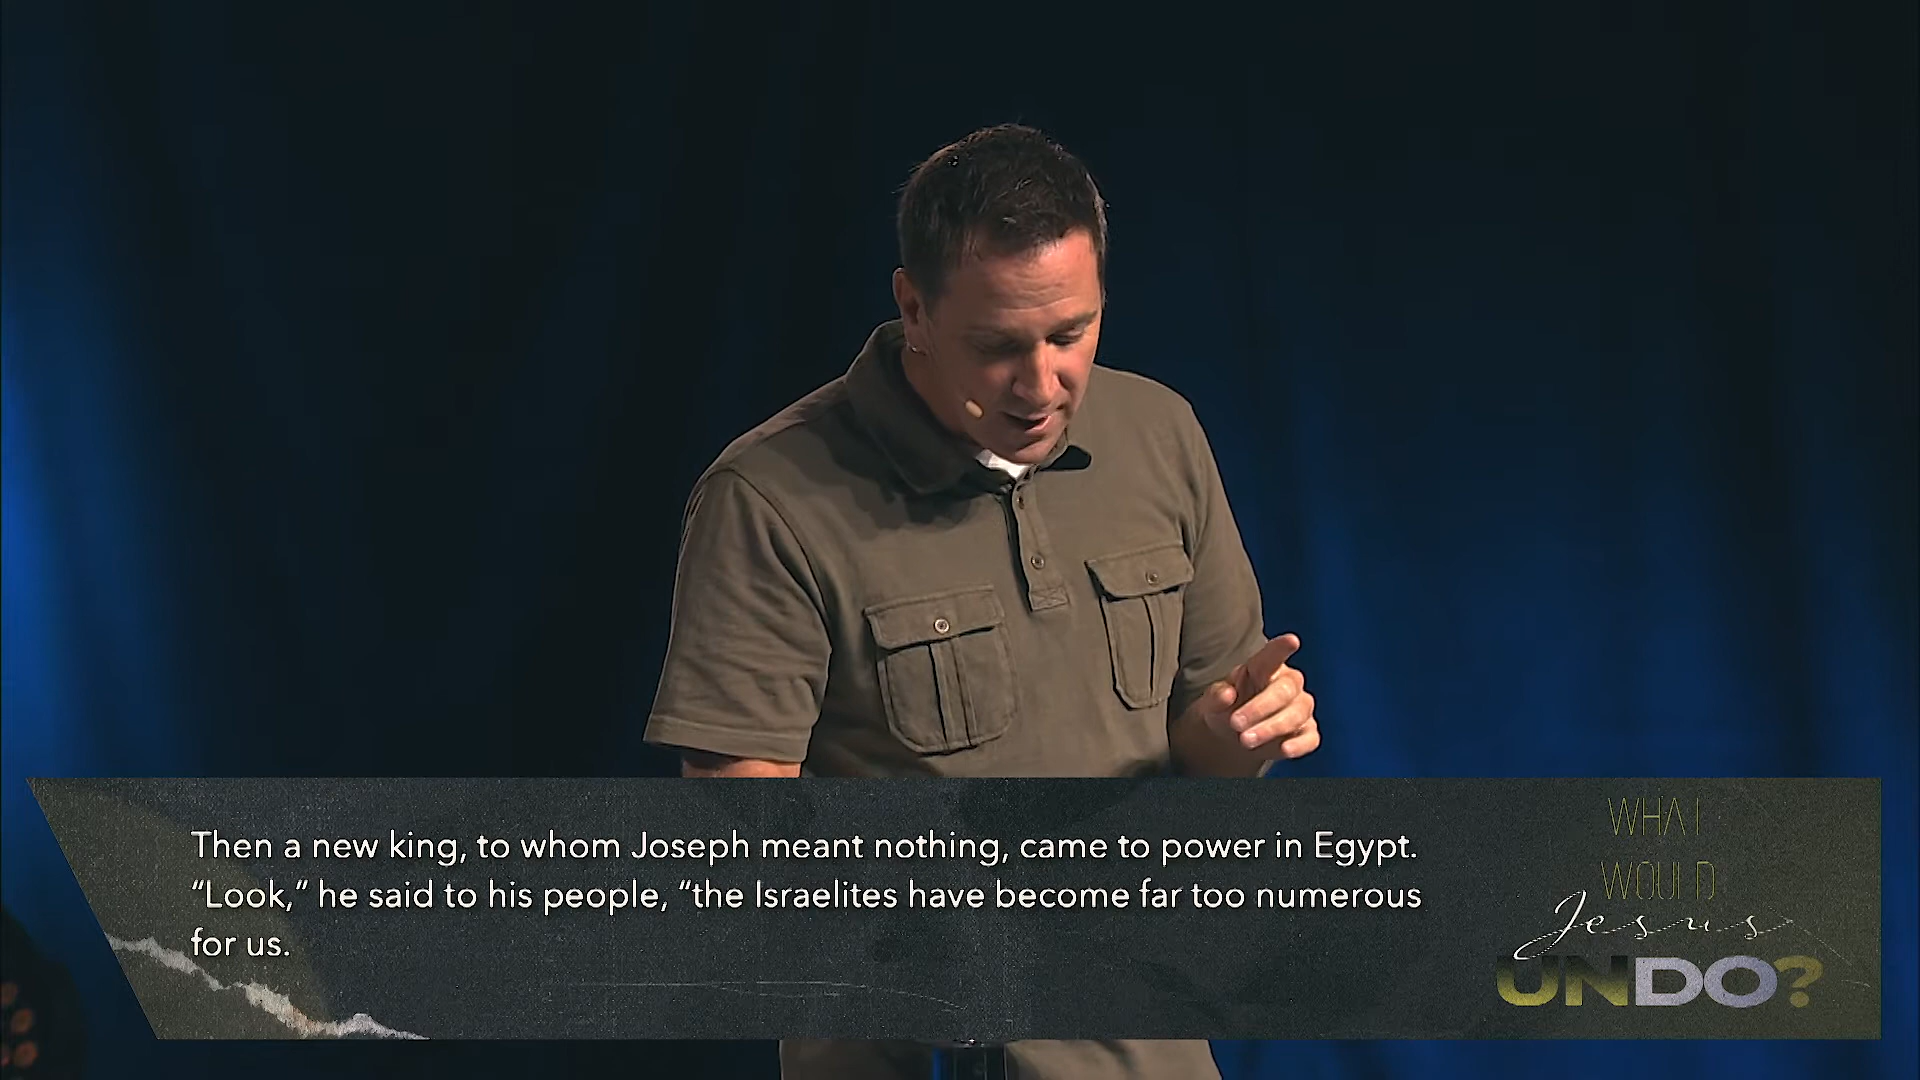 Then a new king, to whom Joseph meant nothing, came to power in Egypt.
“Look,” he said to his people, “the Israelites have become far too numerous
for us.
WHAT
WOULD
Jesus
UNDO?